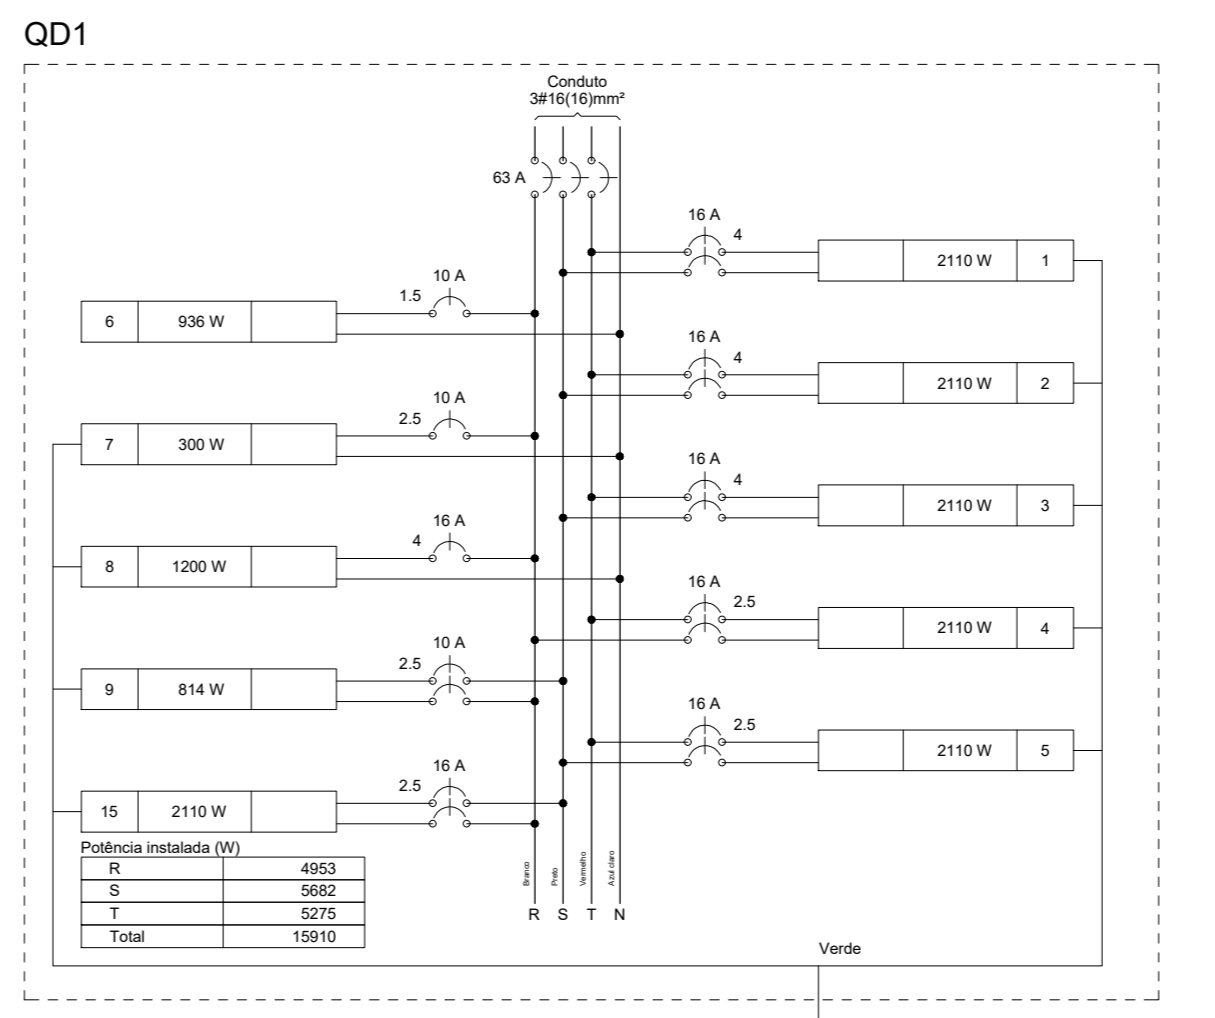 QD1
Conduto
3#16(16)mm²
63 A
16 A
4
2110 W 1
10 A
1.5
6 936 W
16 A
4
2110 W 2
10 A
2.5
7 300 W
16 A
4
2110 W 3
16 A
4
8 1200 W
16 A
2.5
2110 W 4
10 A
2.5
9 814 W
16 A
2.5
2110 W 5
16 A
2.5
15 2110 W
Potência instalada (W)
R 4953
S 5682
T 5275
Total 15910
Branco
Preto
Vermelho
Azul claro
R S T N
Verde